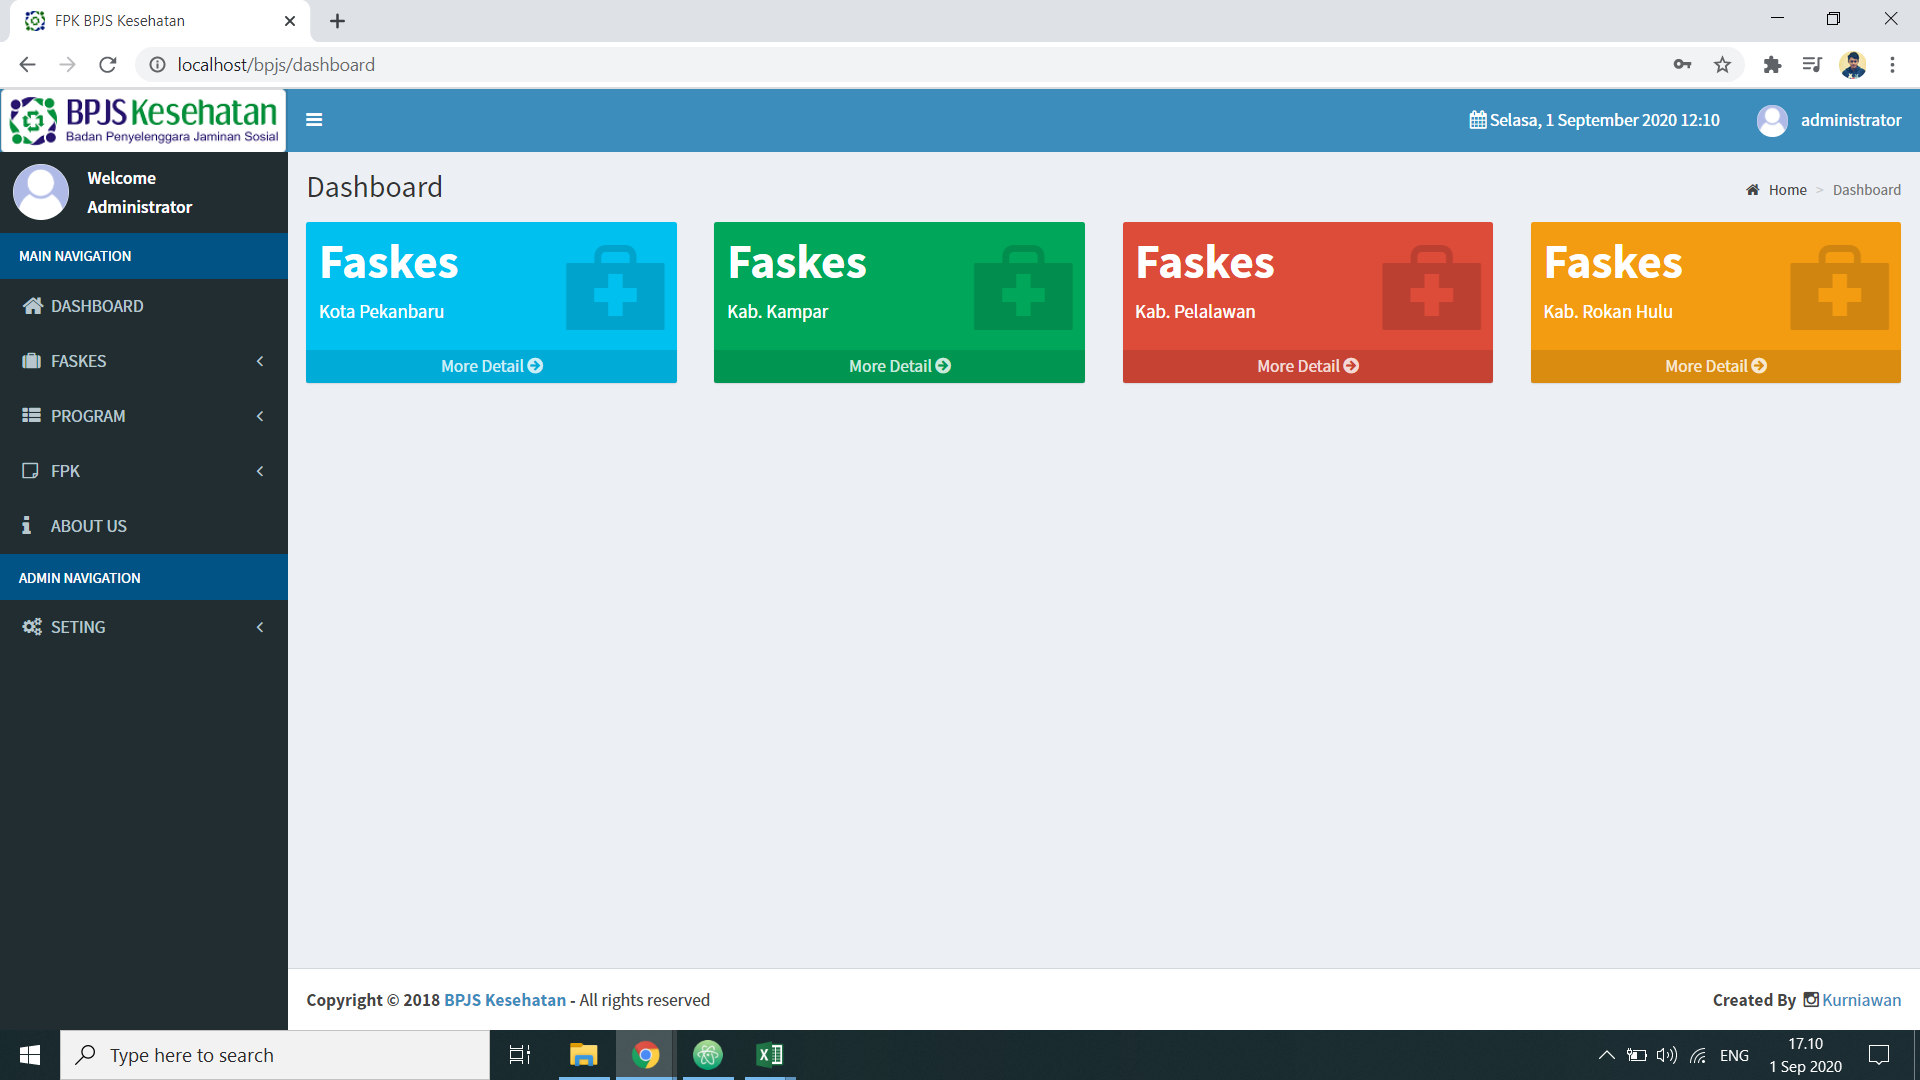 FPK BPJS Kesehatan
localhost/bpjs/dashboard
BPJS Kesehatan
Badan Penyelenggara Jaminan Sosial
Selasa, 1 September 2020 12:10
administrator
Welcome
Administrator
MAIN NAVIGATION
DASHBOARD
FASKES
PROGRAM
FPK
ABOUT US
ADMIN NAVIGATION
SETING
Dashboard
Home > Dashboard
Faskes
Kota Pekanbaru
More Detail
Faskes
Kab. Kampar
More Detail
Faskes
Kab. Pelalawan
More Detail
Faskes
Kab. Rokan Hulu
More Detail
Copyright © 2018 BPJS Kesehatan - All rights reserved
Created By Kurniawan
Type here to search
ENG
17.10
1 Sep 2020